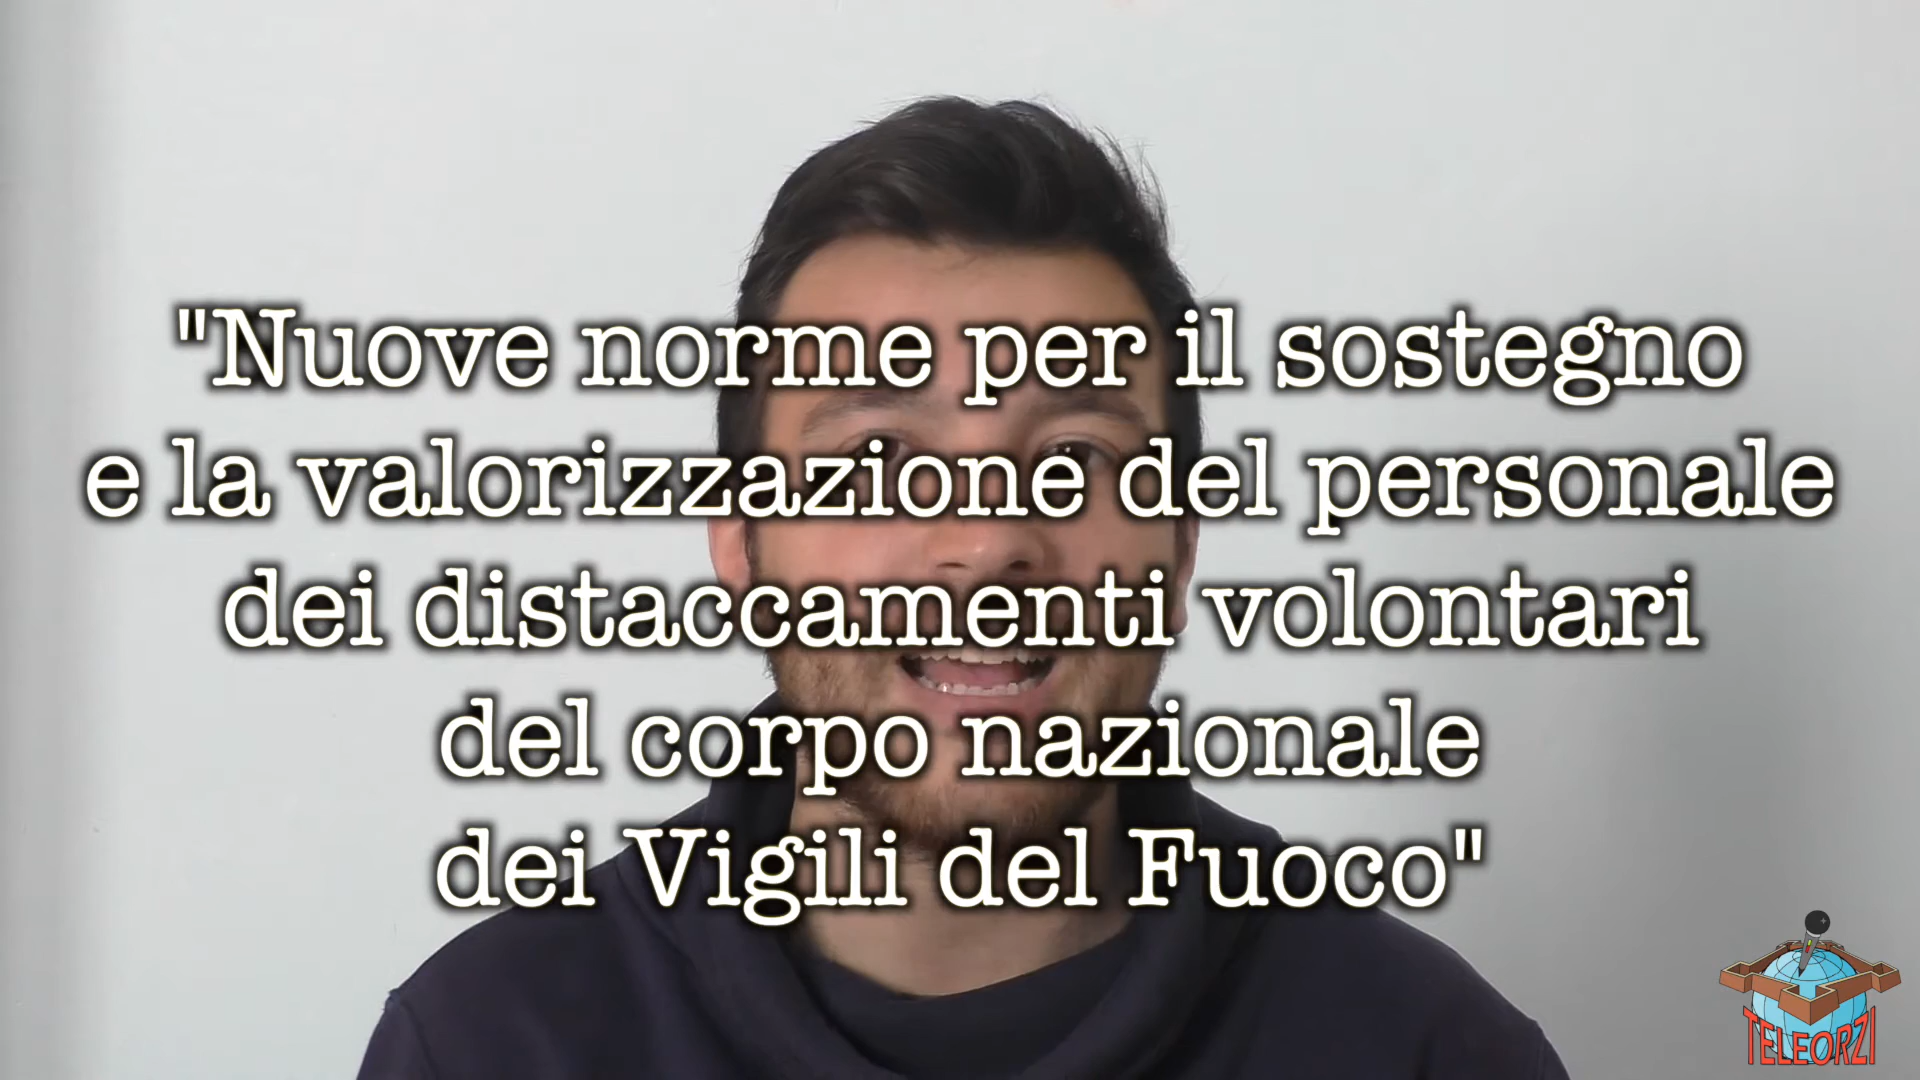 "Nuove norme per il sostegno
e la valorizzazione del personale
dei distaccamenti volontari
del corpo nazionale
dei Vigili del Fuoco"
TELEORZI